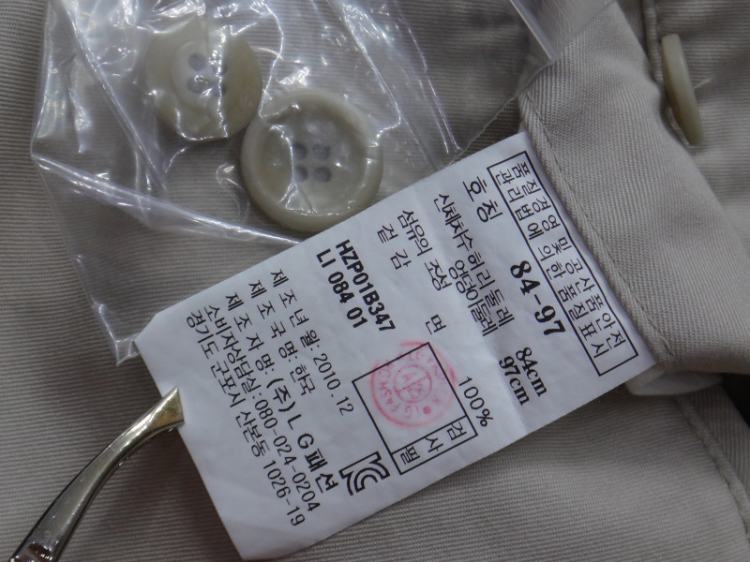 품질경영 및 공산품안전
관리법에 의한 품질표시
호칭 84-97
신체치수 허리둘레 84cm
엉덩이둘레 97cm
섬유의 조성
겉감 면 100%
HZP01B347
LI 084 01
검사필
제조년월: 2010.12
제조국명: 한국
제조자명: (주)LG패션
소비자상담실: 080-024-0204
경기도 군포시 산본동 1026-19